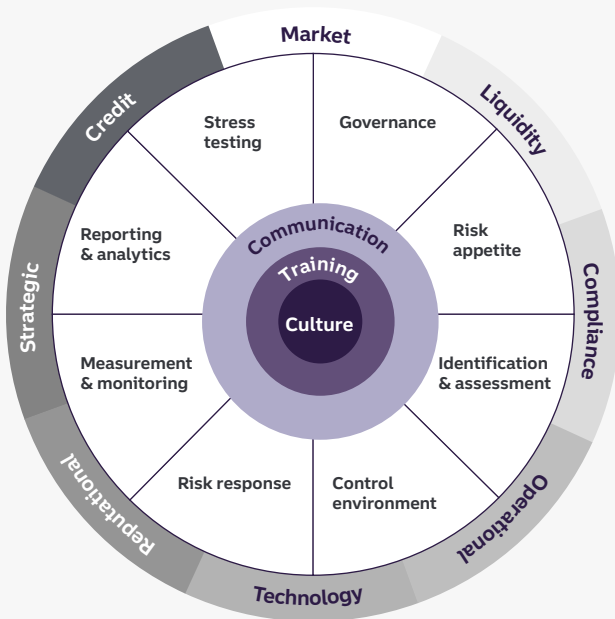 Market
Liquidity
Compliance
Operational
Technology
Reputational
Strategic
Credit
Stress
testing
Governance
Risk
appetite
Identification
& assessment
Control
environment
Risk response
Measurement
& monitoring
Reporting
& analytics
Communication
Training
Culture